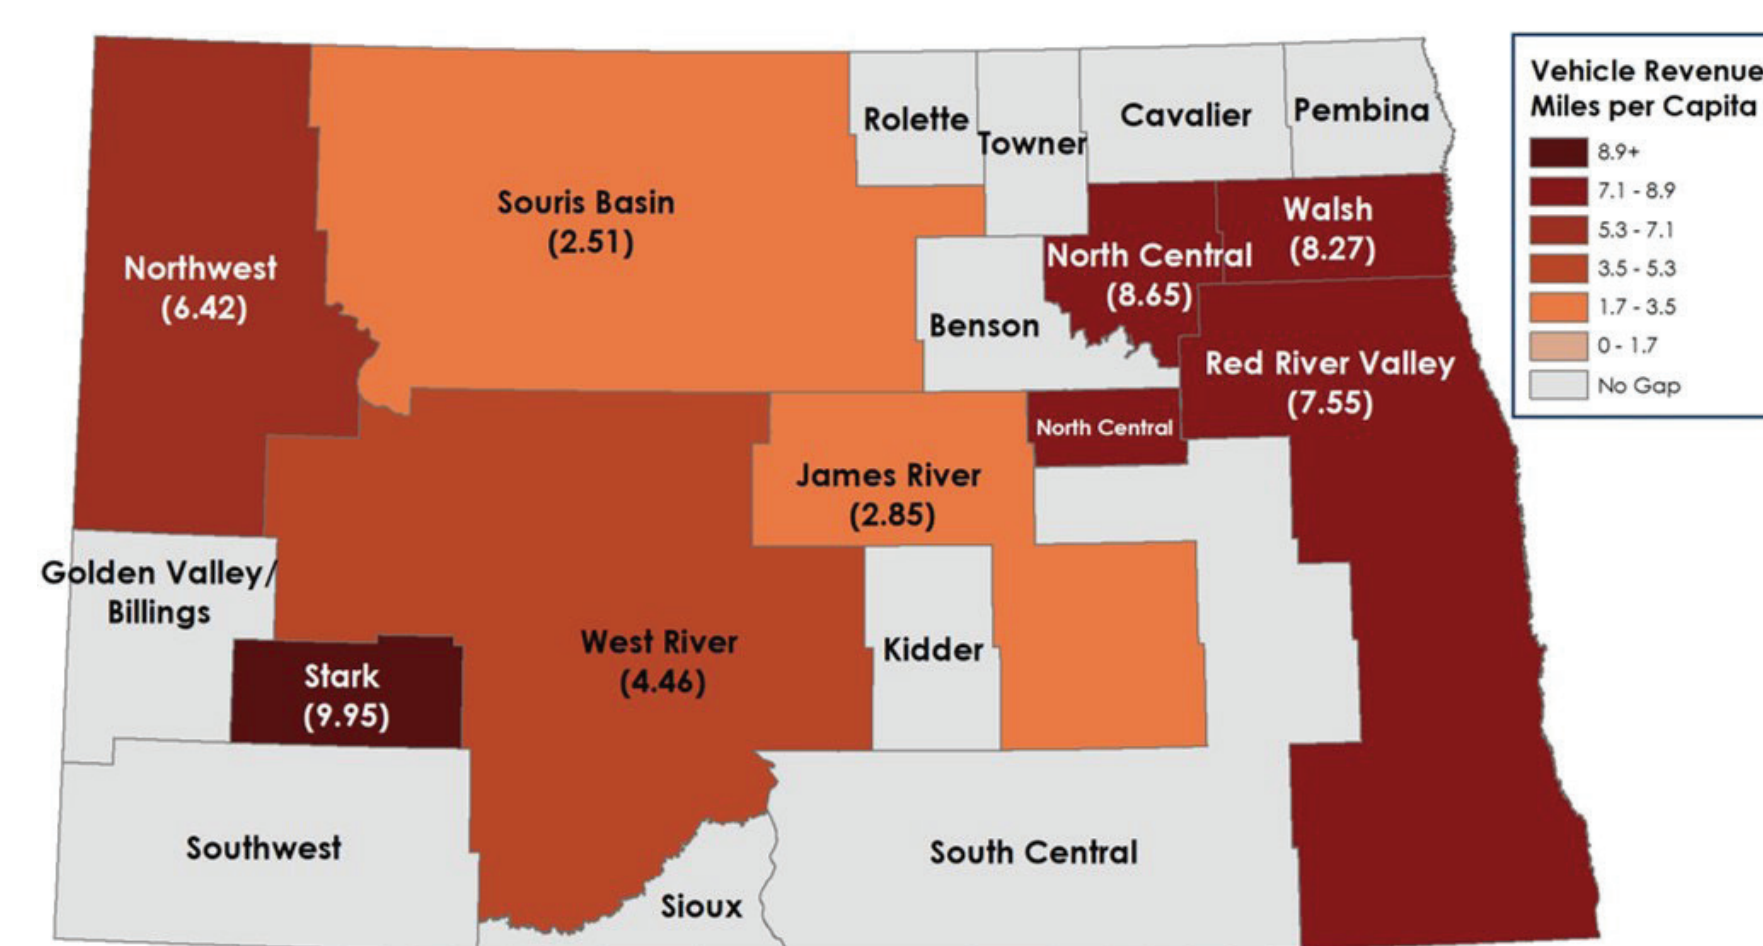 Rolette
Towner
Cavalier
Pembina
Souris Basin
(2.51)
Northwest
(6.42)
North Central
(8.65)
Walsh
(8.27)
Benson
Red River Valley
(7.55)
North Central
James River
(2.85)
Golden Valley/
Billings
Stark
(9.95)
West River
(4.46)
Kidder
Southwest
Sioux
South Central
Vehicle Revenue
Miles per Capita
8.9+
7.1 - 8.9
5.3 - 7.1
3.5 - 5.3
1.7 - 3.5
0 - 1.7
No Gap